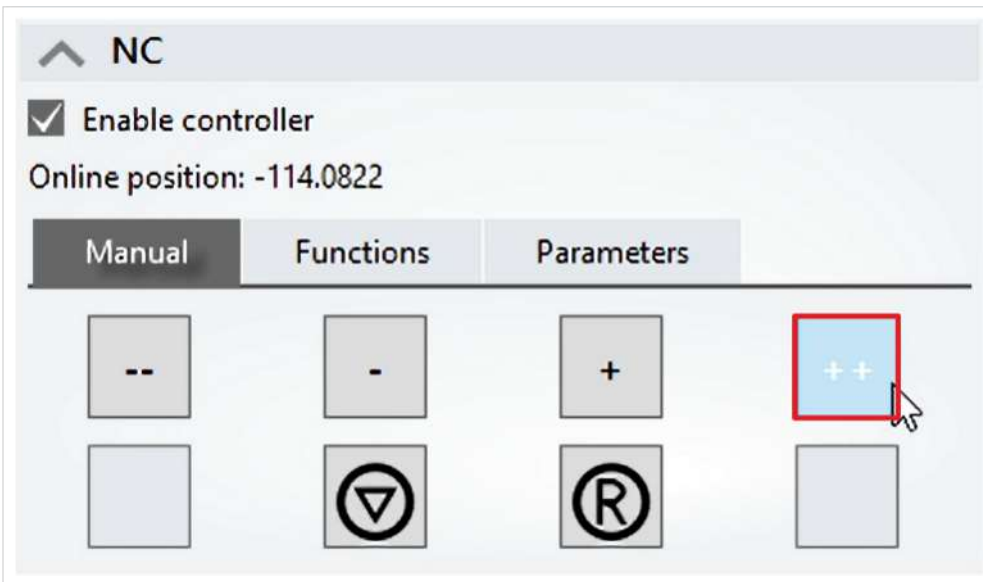 NC
Enable controller
Online position: -114.0822
Manual Functions Parameters
-- - + ++
R